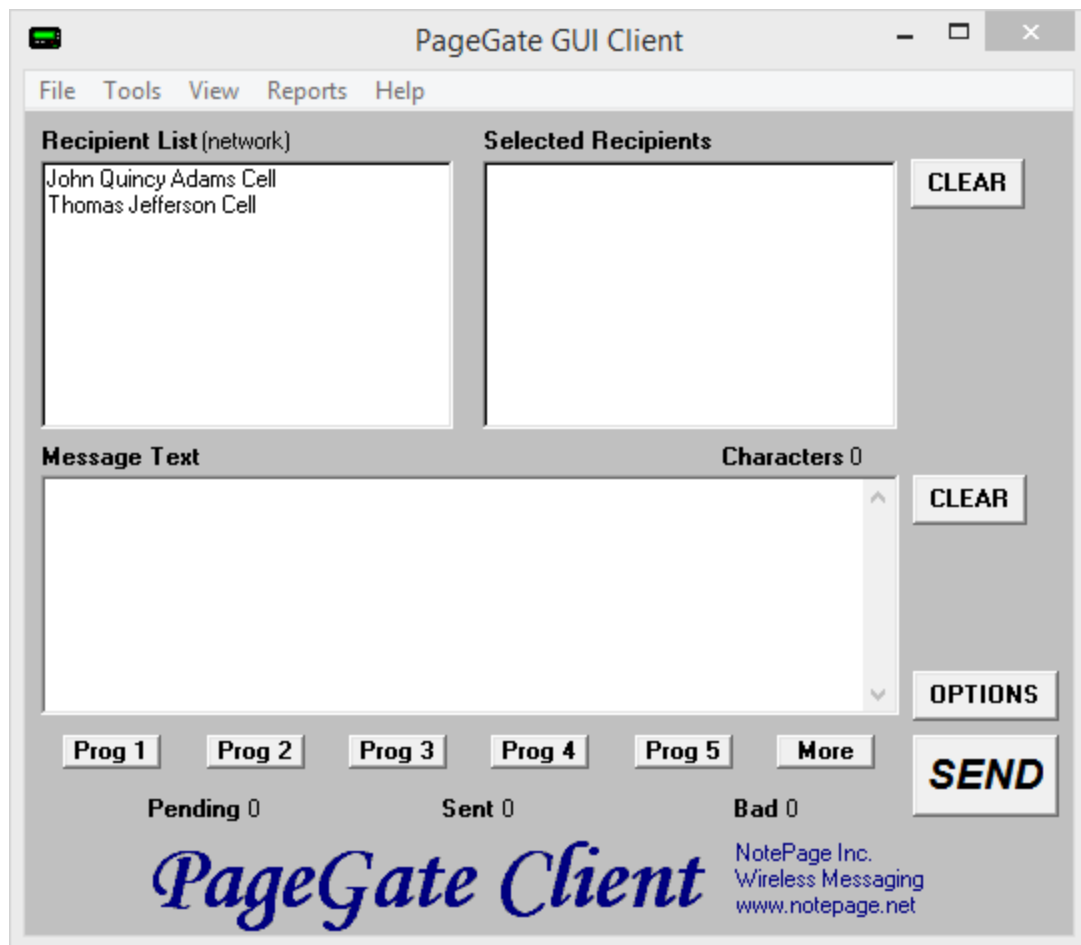 PageGate GUI Client
File Tools View Reports Help
Recipient List (network)
Selected Recipients
John Quincy Adams Cell
Thomas Jefferson Cell
CLEAR
Message Text
Characters 0
CLEAR
OPTIONS
Prog 1 Prog 2 Prog 3 Prog 4 Prog 5 More
SEND
Pending 0 Sent 0 Bad 0
PageGate Client
NotePage Inc.
Wireless Messaging
www.notepage.net